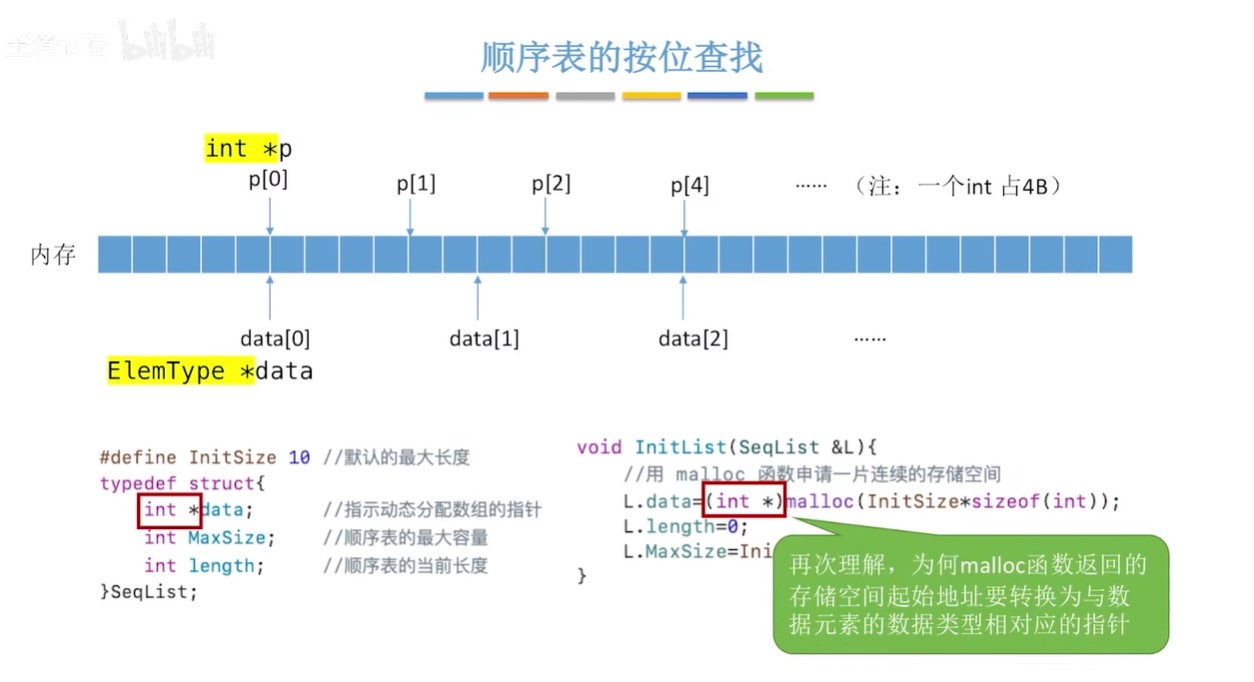 bilibili
顺序表的按位查找
int *p
p[0] p[1] p[2] p[4] …… （注：一个int 占4B）
内存
data[0] data[1] data[2] ……
ElemType *data
#define InitSize 10 //默认的最大长度
typedef struct{
int *data; //指示动态分配数组的指针
int MaxSize; //顺序表的最大容量
int length; //顺序表的当前长度
}SeqList;
void InitList(SeqList &L){
//用 malloc 函数申请一片连续的存储空间
L.data=(int *)malloc(InitSize*sizeof(int));
L.length=0;
L.MaxSize=Ini
}
再次理解，为何malloc函数返回的
存储空间起始地址要转换为与数
据元素的数据类型相对应的指针